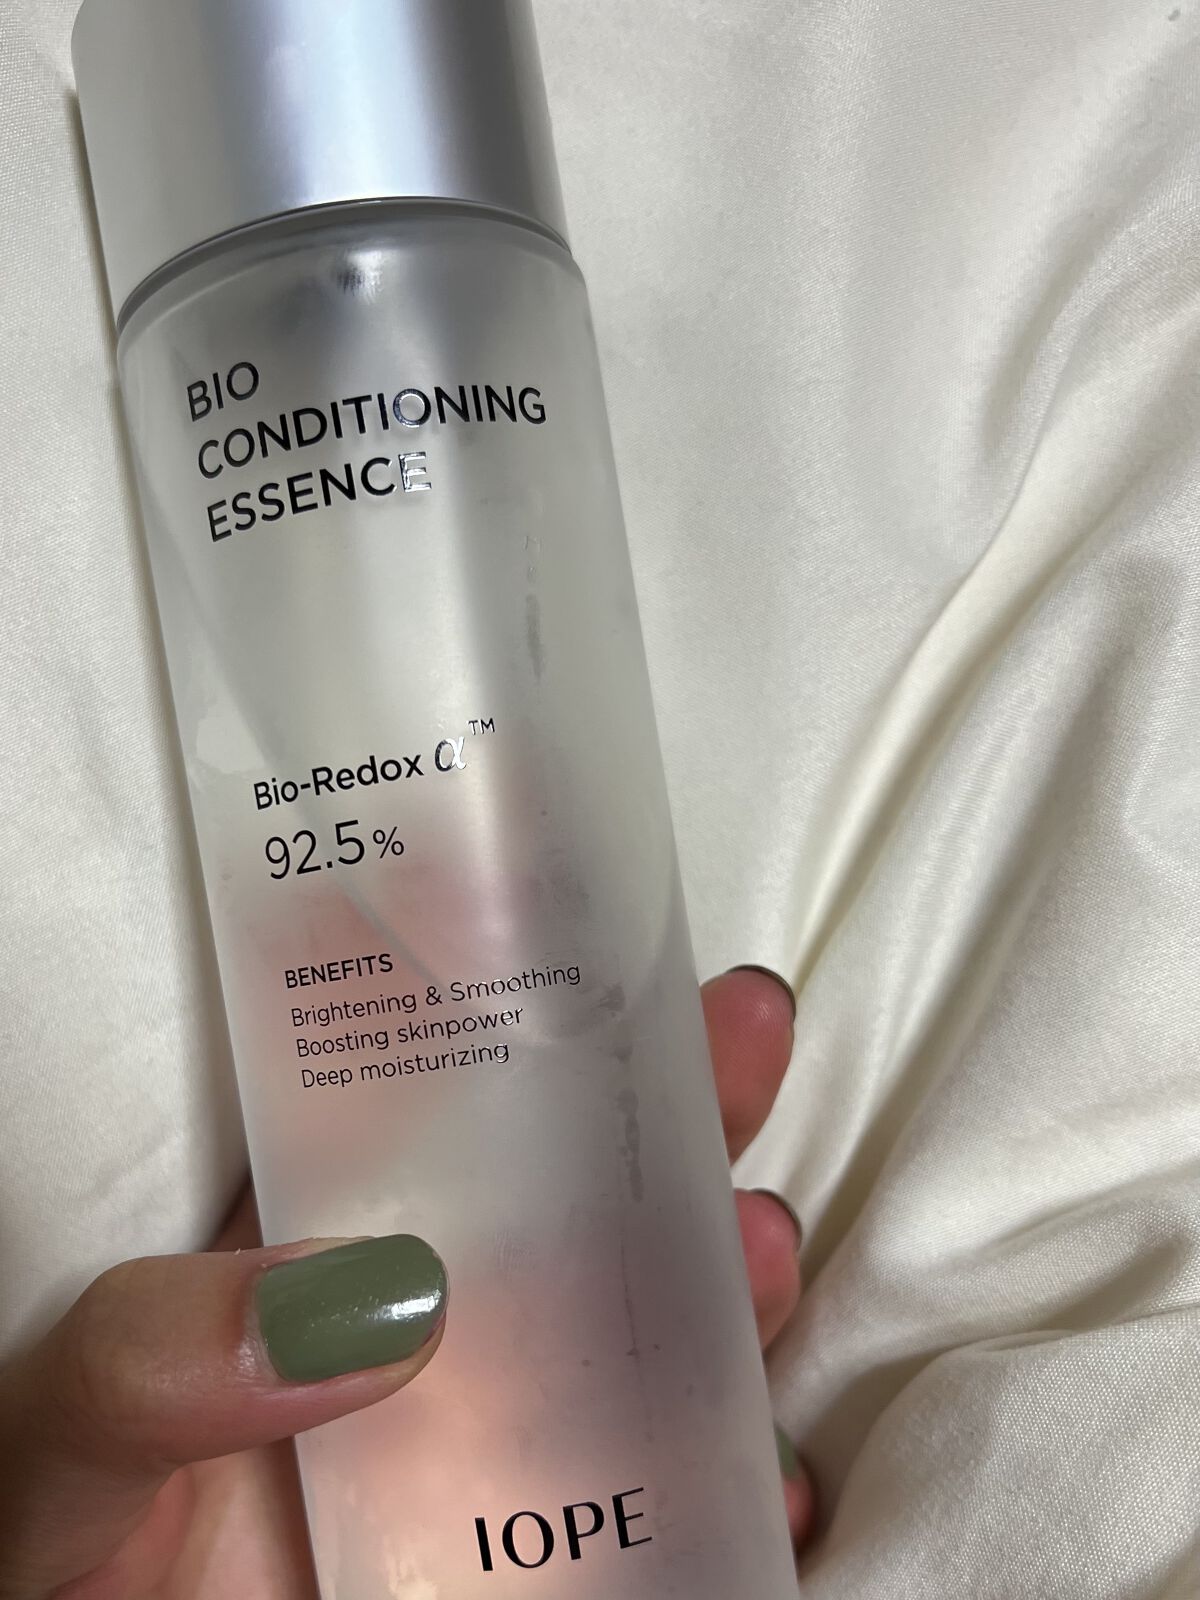 BIO
CONDITIONING
ESSENCE
Bio-Redox α™
92.5%
BENEFITS
Brightening & Smoothing
Boosting skinpower
Deep moisturizing
IOPE